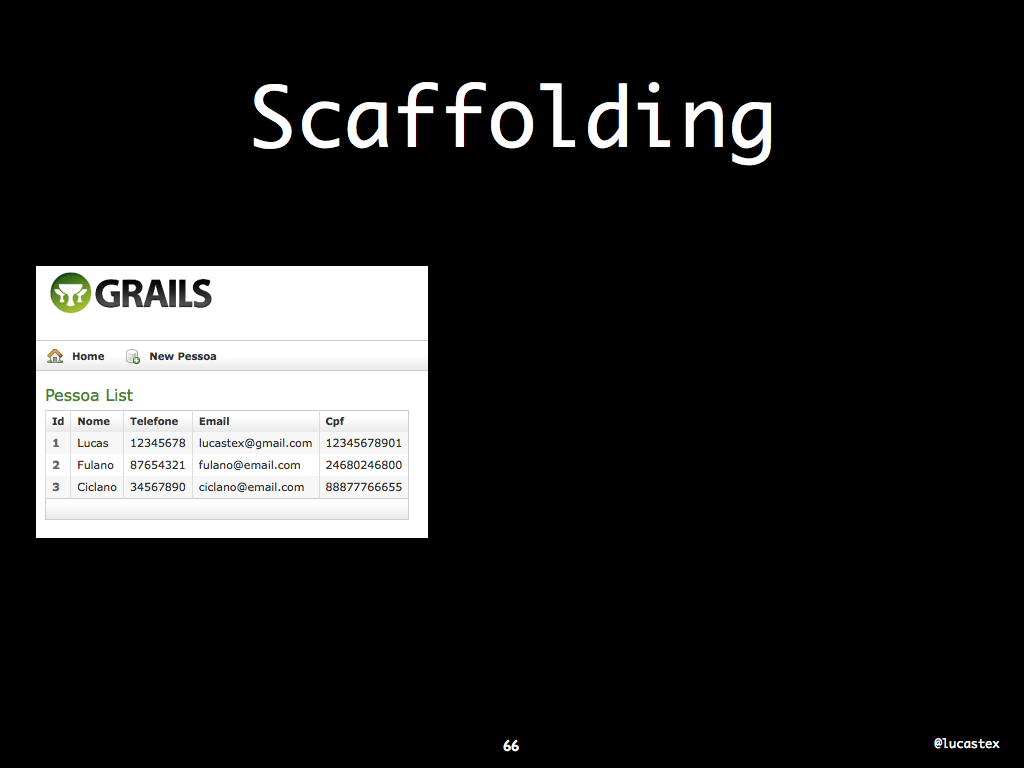 Scaffolding
GRAILS
Home New Pessoa
Pessoa List
Id Nome Telefone Email Cpf
1 Lucas 12345678 lucastex@gmail.com 12345678901
2 Fulano 87654321 fulano@email.com 24680246800
3 Ciclano 34567890 ciclano@email.com 88877766655
66
@lucastex